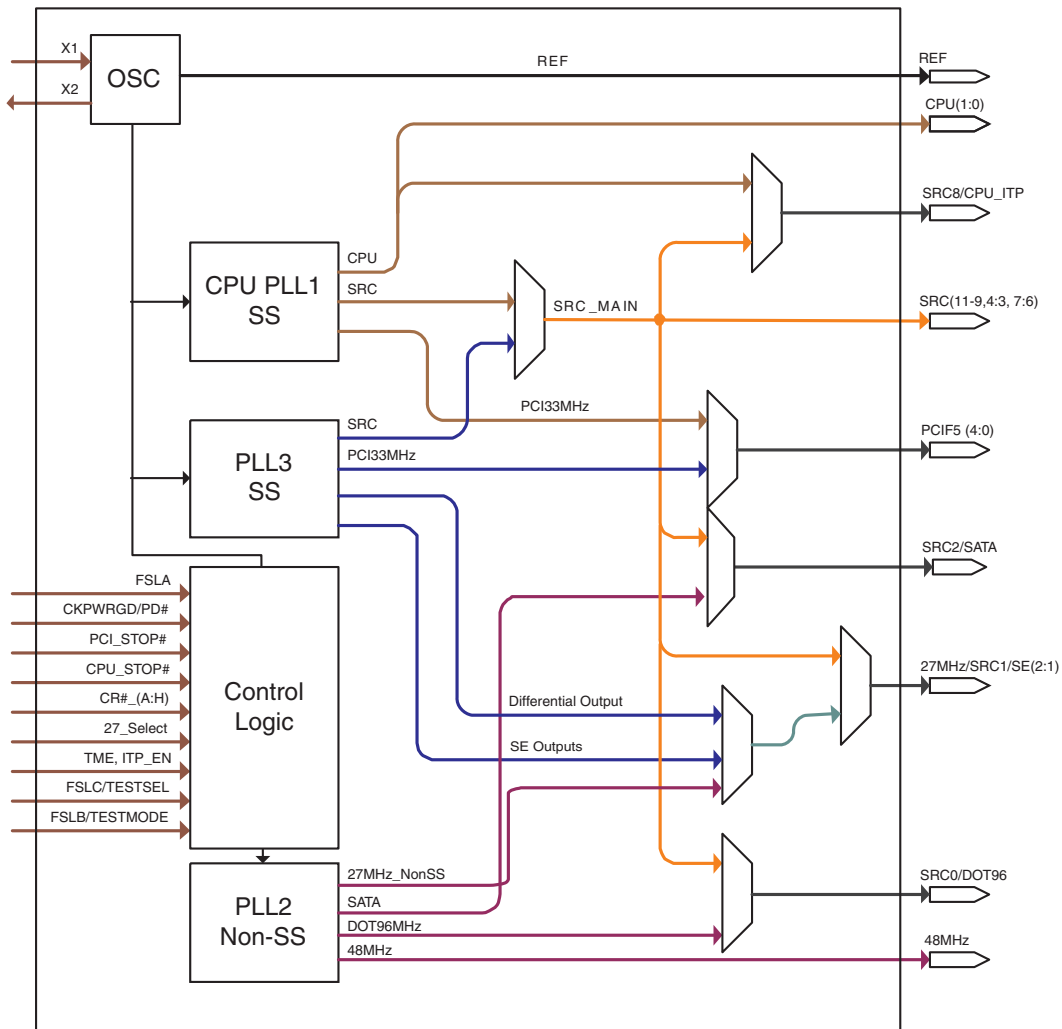 X1
X2
OSC
REF
REF
CPU(1:0)
SRC8/CPU_ITP
CPU PLL1
SS
CPU
SRC
SRC_MAIN
SRC(11-9,4:3, 7:6)
PCI33MHz
PCIF5 (4:0)
PLL3
SS
SRC
PCI33MHz
SRC2/SATA
FSLA
CKPWRGD/PD#
PCI_STOP#
CPU_STOP#
CR#_(A:H)
27_Select
TME, ITP_EN
FSLC/TESTSEL
FSLB/TESTMODE
Control
Logic
Differential Output
SE Outputs
27MHz/SRC1/SE(2:1)
PLL2
Non-SS
27MHz_NonSS
SATA
DOT96MHz
48MHz
SRC0/DOT96
48MHz